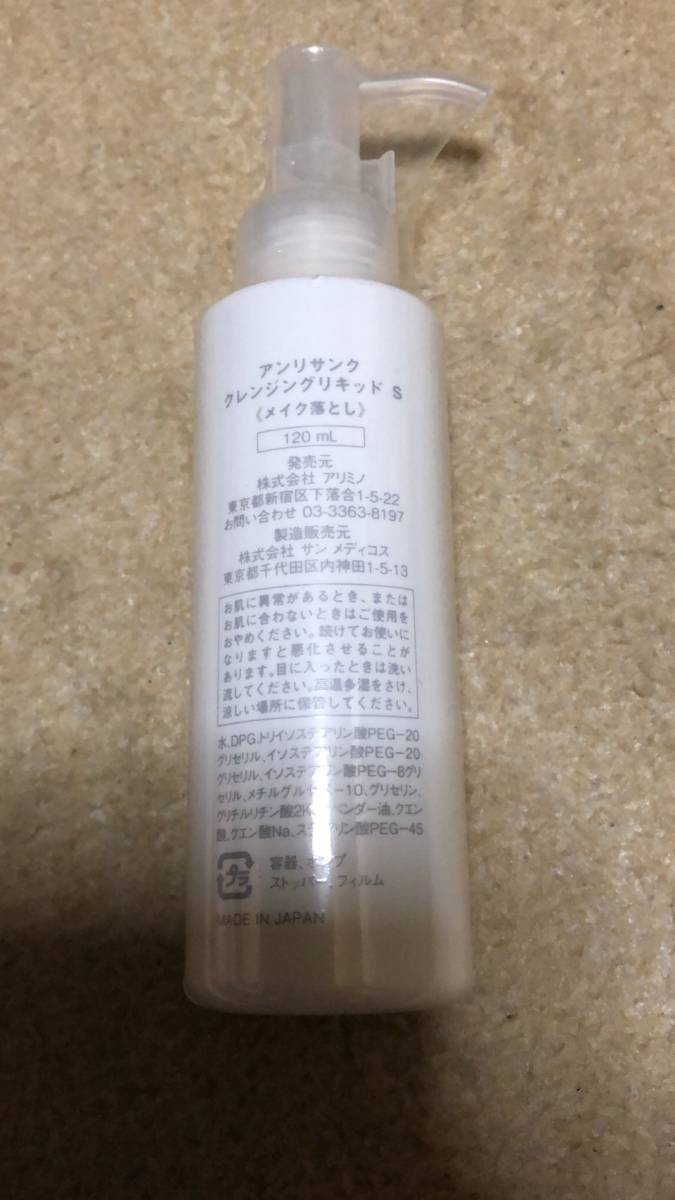 アンリサンク
クレンジングリキッド S
《メイク落とし》
120 mL
発売元
株式会社 アリミノ
東京都新宿区下落合1-5-22
お問い合わせ 03-3363-8197
製造販売元
株式会社 サン メディコス
東京都千代田区内神田1-5-13
お肌に異常があるとき、または
お肌に合わないときはご使用を
おやめください。続けてお使いに
なりますと悪化させることが
あります。目に入ったときは洗い
流してください。高温多湿をさけ、
涼しい場所に保管してください。
水、DPG、トリイソステアリン酸PEG-20
グリセリル、イソステアリン酸PEG-20
グリセリル、イソステアリン酸PEG-8グリ
セリル、メチルグルセス-10、グリセリン、
グリチルリチン酸2K、ラベンダー油、クエン
酸、クエン酸Na、ステアリン酸PEG-45
プラ
容器、ポンプ
ストッパー、フィルム
MADE IN JAPAN